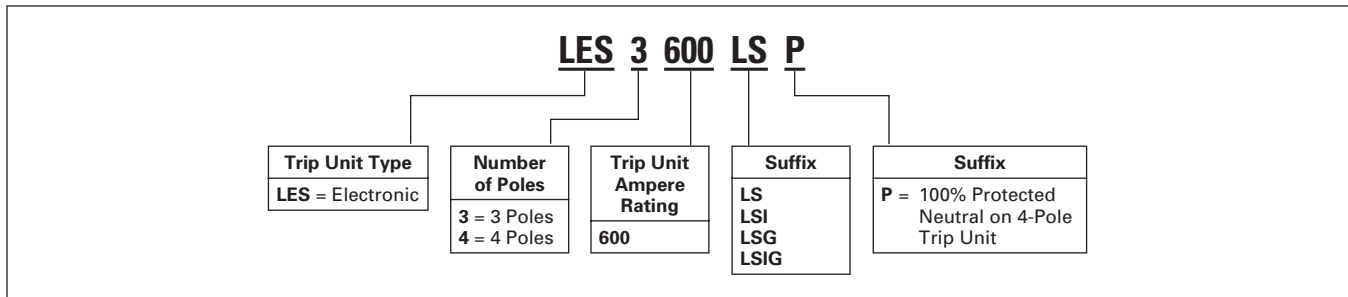 LES 3 600 LS P
Trip Unit Type
LES = Electronic
Number
of Poles
3 = 3 Poles
4 = 4 Poles
Trip Unit
Ampere
Rating
600
Suffix
LS
LSI
LSG
LSIG
Suffix
P = 100% Protected
Neutral on 4-Pole
Trip Unit